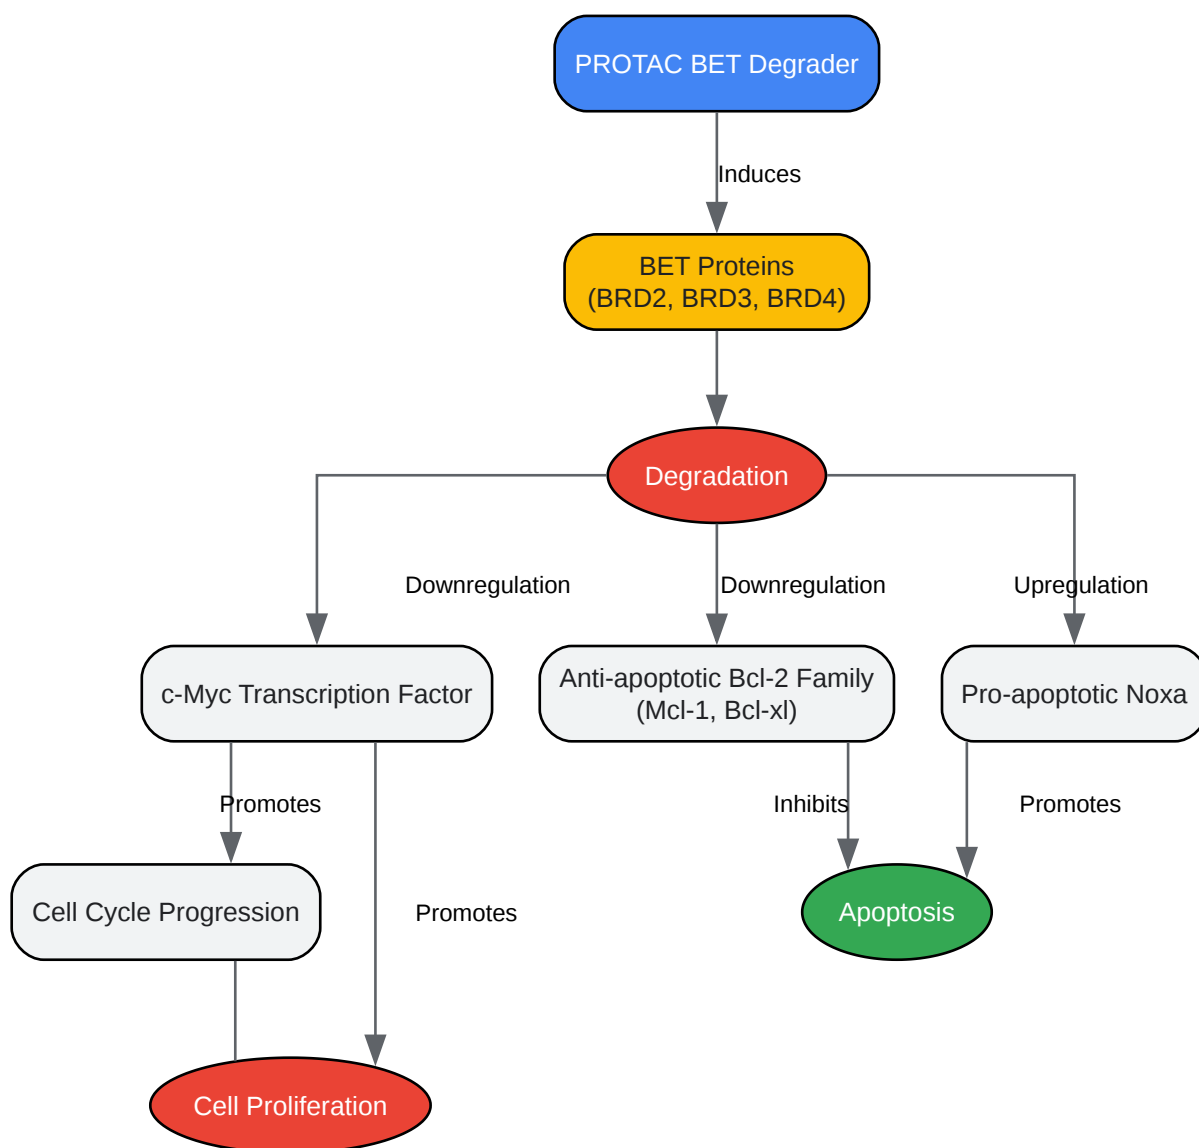 PROTAC BET Degrader
Induces
BET Proteins
(BRD2, BRD3, BRD4)
Degradation
Downregulation
Downregulation
Upregulation
c-Myc Transcription Factor
Anti-apoptotic Bcl-2 Family
(Mcl-1, Bcl-xl)
Pro-apoptotic Noxa
Promotes
Inhibits
Promotes
Cell Cycle Progression
Promotes
Apoptosis
Cell Proliferation